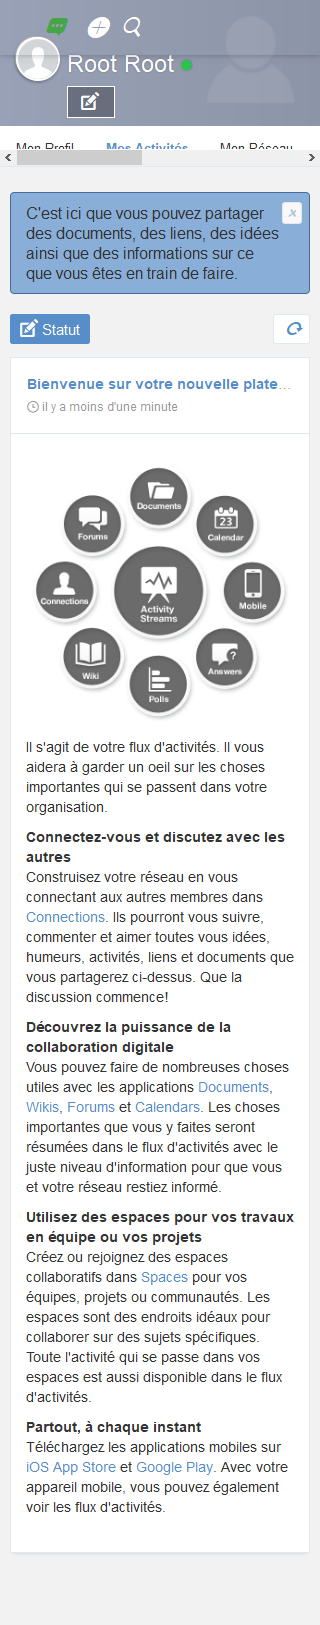 Root Root
Mon Profil Mes Activités Mon Réseau
C'est ici que vous pouvez partager
des documents, des liens, des idées
ainsi que des informations sur ce
que vous êtes en train de faire.
x
Statut
Bienvenue sur votre nouvelle plate...
il y a moins d'une minute
Documents
Forums
23
Calendar
Connections
Activity
Streams
Mobile
Wiki
?
Answers
Polls
Il s'agit de votre flux d'activités. Il vous
aidera à garder un oeil sur les choses
importantes qui se passent dans votre
organisation.
Connectez-vous et discutez avec les
autres
Construisez votre réseau en vous
connectant aux autres membres dans
Connections. Ils pourront vous suivre,
commenter et aimer toutes vous idées,
humeurs, activités, liens et documents que
vous partagerez ci-dessus. Que la
discussion commence!
Découvrez la puissance de la
collaboration digitale
Vous pouvez faire de nombreuses choses
utiles avec les applications Documents,
Wikis, Forums et Calendars. Les choses
importantes que vous y faites seront
résumées dans le flux d'activités avec le
juste niveau d'information pour que vous
et votre réseau restiez informé.
Utilisez des espaces pour vos travaux
en équipe ou vos projets
Créez ou rejoignez des espaces
collaboratifs dans Spaces pour vos
équipes, projets ou communautés. Les
espaces sont des endroits idéaux pour
collaborer sur des sujets spécifiques.
Toute l'activité qui se passe dans vos
espaces est aussi disponible dans le flux
d'activités.
Partout, à chaque instant
Téléchargez les applications mobiles sur
iOS App Store et Google Play. Avec votre
appareil mobile, vous pouvez également
voir les flux d'activités.